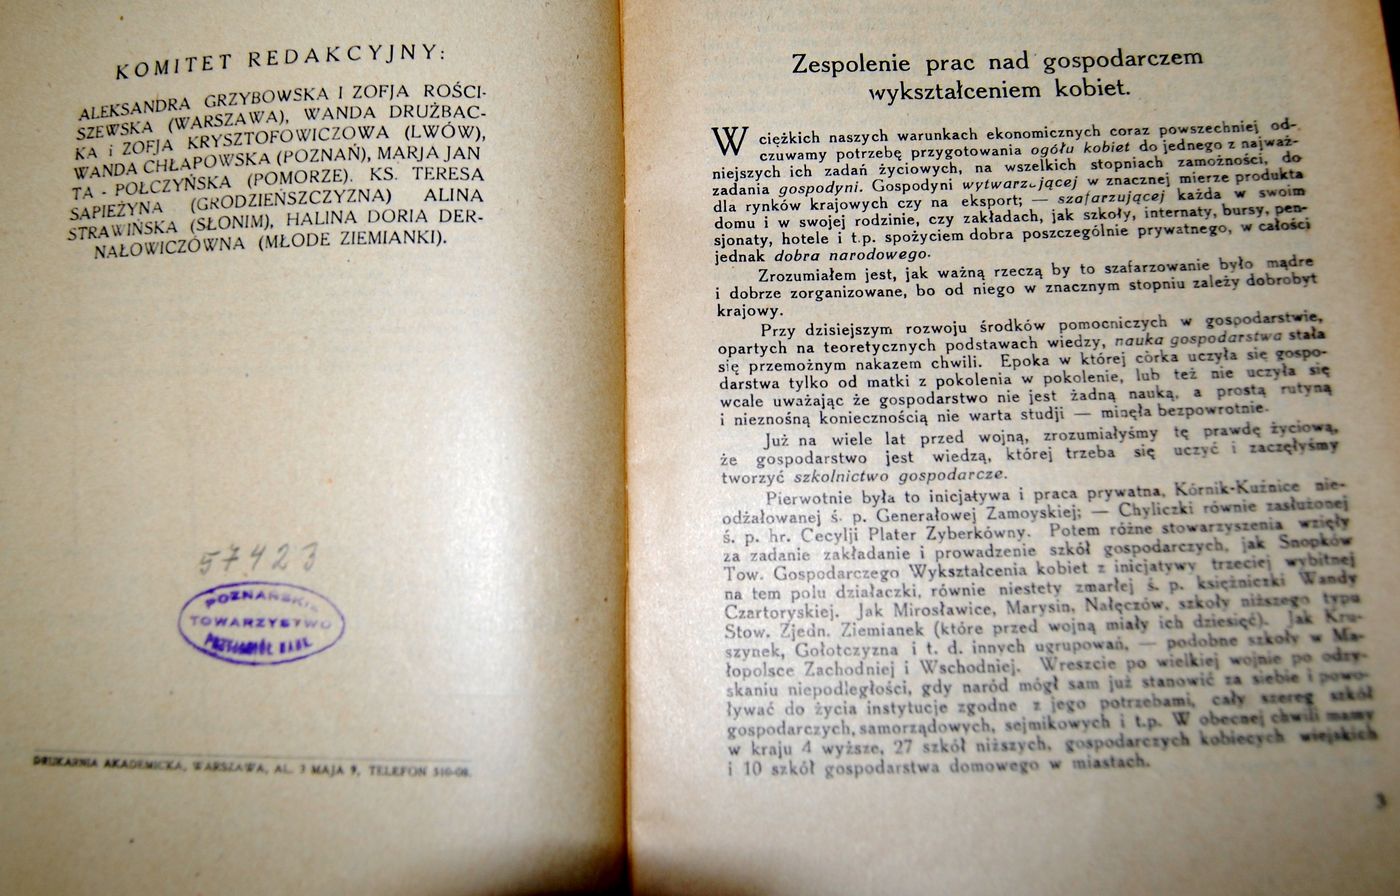 KOMITET REDAKCYJNY:
ALEKSANDRA GRZYBOWSKA I ZOFJA ROŚCI-
SZEWSKA (WARSZAWA), WANDA DRUŻBAC-
KA i ZOFJA KRYSZTOFOWICZOWA (LWÓW),
WANDA CHŁAPOWSKA (POZNAŃ), MARJA JAN
TA - POŁCZYŃSKA (POMORZE). KS. TERESA
SAPIEŻYNA (GRODZIEŃSZCZYZNA) ALINA
STRAWIŃSKA (SŁONIM), HALINA DORIA DER-
NAŁOWICZÓWNA (MŁODE ZIEMIANKI).
57423
POZNAŃSKIE
TOWARZYSTWO
PRZYJACIÓŁ NAUK
DRUKARNIA AKADEMICKA, WARSZAWA, AL. 3 MAJA 9, TELEFON 510-08.
Zespolenie prac nad gospodarczem
wykształceniem kobiet.
W ciężkich naszych warunkach ekonomicznych coraz powszechniej od-
czuwamy potrzebę przygotowania ogółu kobiet do jednego z najważ-
niejszych ich zadań życiowych, na wszelkich stopniach zamożności, do
zadania gospodyni. Gospodyni wytwarzającej w znacznej mierze produkta
dla rynków krajowych czy na eksport; — szafarzującej każda w swoim
domu i w swojej rodzinie, czy zakładach, jak szkoły, internaty, bursy, pen-
sjonaty, hotele i t.p. spożyciem dobra poszczególnie prywatnego, w całości
jednak dobra narodowego.
Zrozumiałem jest, jak ważną rzeczą by to szafarzowanie było mądre
i dobrze zorganizowane, bo od niego w znacznym stopniu zależy dobrobyt
krajowy.
Przy dzisiejszym rozwoju środków pomocniczych w gospodarstwie,
opartych na teoretycznych podstawach wiedzy, nauka gospodarstwa stała
się przemożnym nakazem chwili. Epoka w której córka uczyła się gospo-
darstwa tylko od matki z pokolenia w pokolenie, lub też nie uczyła się
wcale uważając że gospodarstwo nie jest żadną nauką, a prostą rutyną
i nieznośną koniecznością nie warta studji — minęła bezpowrotnie.
Już na wiele lat przed wojną, zrozumiałyśmy tę prawdę życiową,
że gospodarstwo jest wiedzą, której trzeba się uczyć i zaczęłyśmy
tworzyć szkolnictwo gospodarcze.
Pierwotnie była to inicjatywa i praca prywatna, Kórnik-Kuźnice nie-
odżałowanej ś. p. Generałowej Zamoyskiej; — Chyliczki równie zasłużonej
ś. p. hr. Cecylji Plater Zyberkówny. Potem różne stowarzyszenia wzięły
za zadanie zakładanie i prowadzenie szkół gospodarczych, jak Snopków
Tow. Gospodarczego Wykształcenia kobiet z inicjatywy trzeciej wybitnej
na tem polu działaczki, równie niestety zmarłej ś. p. księżniczki Wandy
Czartoryskiej. Jak Mirosławice, Marysin, Nałęczów, szkoły niższego typu
Stow. Zjedn. Ziemianek (które przed wojną miały ich dziesięć). Jak Kru-
szynek, Gołotczyzna i t. d. innych ugrupowań, — podobne szkoły w Ma-
łopolsce Zachodniej i Wschodniej. Wreszcie po wielkiej wojnie po odzy-
skaniu niepodległości, gdy naród mógł sam już stanowić za siebie i powo-
ływać do życia instytucje zgodne z jego potrzebami, cały szereg szkół
gospodarczych, samorządowych, sejmikowych i t.p. W obecnej chwili mamy
w kraju 4 wyższe, 27 szkół niższych, gospodarczych kobiecych wiejskich
i 10 szkół gospodarstwa domowego w miastach.
3